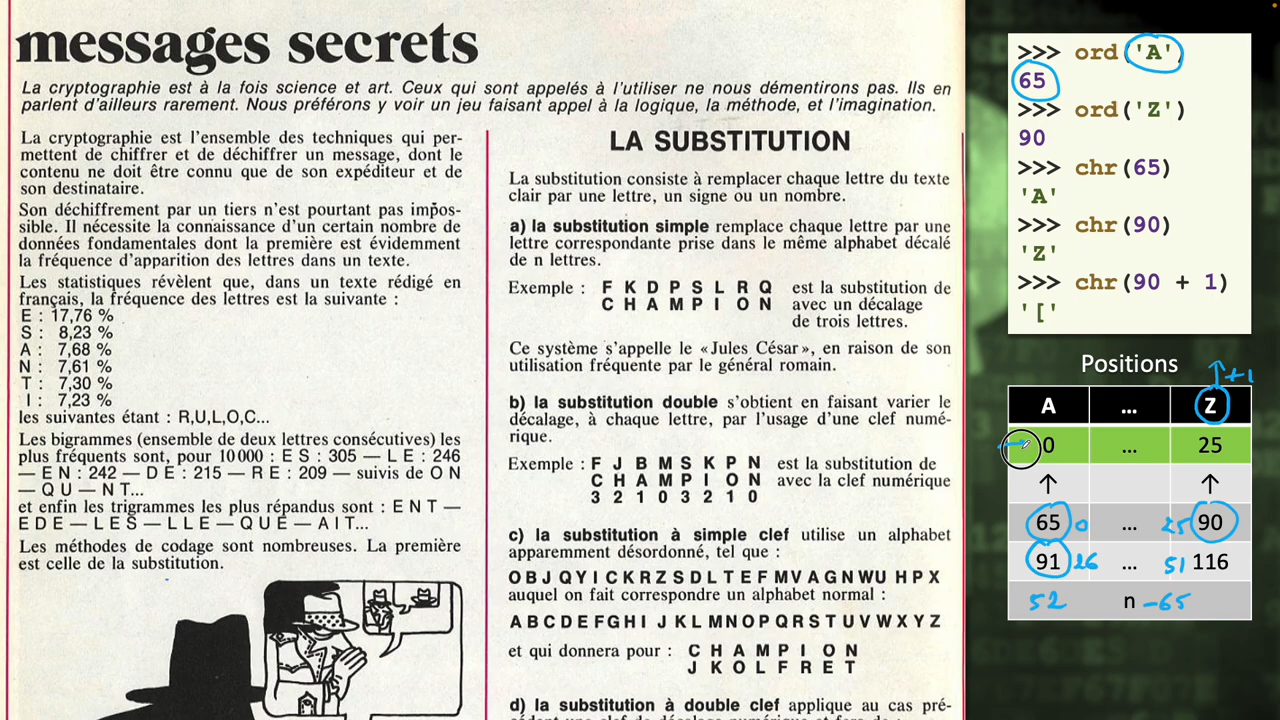 messages secrets
La cryptographie est à la fois science et art. Ceux qui sont appelés à l'utiliser ne nous démentirons pas. Ils en
parlent d'ailleurs rarement. Nous préférons y voir un jeu faisant appel à la logique, la méthode, et l'imagination.
La cryptographie est l'ensemble des techniques qui per-
mettent de chiffrer et de déchiffrer un message, dont le
contenu ne doit être connu que de son expéditeur et de
son destinataire.
Son déchiffrement par un tiers n'est pourtant pas impos-
sible. Il nécessite la connaissance d'un certain nombre de
données fondamentales dont la première est évidemment
la fréquence d'apparition des lettres dans un texte.
Les statistiques révèlent que, dans un texte rédigé en
français, la fréquence des lettres est la suivante :
E : 17,76 %
S : 8,23 %
A : 7,68 %
N : 7,61 %
T : 7,30 %
I : 7,23 %
les suivantes étant : R,U,L,O,C...
Les bigrammes (ensemble de deux lettres consécutives) les
plus fréquents sont, pour 10 000 : E S : 305 — L E : 246
— E N : 242 — D E : 215 — R E : 209 — suivis de O N
— Q U — N T...
et enfin les trigrammes les plus répandus sont : E N T —
E D E — L E S — L L E — Q U E — A I T...
Les méthodes de codage sont nombreuses. La première
est celle de la substitution.
LA SUBSTITUTION
La substitution consiste à remplacer chaque lettre du texte
clair par une lettre, un signe ou un nombre.
a) la substitution simple remplace chaque lettre par une
lettre correspondante prise dans le même alphabet décalé
de n lettres.
Exemple : F K D P S L R Q est la substitution de
C H A M P I O N avec un décalage
de trois lettres.
Ce système s'appelle le «Jules César», en raison de son
utilisation fréquente par le général romain.
b) la substitution double s'obtient en faisant varier le
décalage, à chaque lettre, par l'usage d'une clef numé-
rique.
Exemple : F J B M S K P N est la substitution de
C H A M P I O N avec la clef numérique
3 2 1 0 3 2 1 0
c) la substitution à simple clef utilise un alphabet
apparemment désordonné, tel que :
O B J Q Y I C K R Z S D L T E F M V A G N W U H P X
auquel on fait correspondre un alphabet normal :
A B C D E F G H I J K L M N O P Q R S T U V W X Y Z
et qui donnera pour : C H A M P I O N
J K O L F R E T
d) la substitution à double clef applique au cas pré-
>>> ord('A')
65
>>> ord('Z')
90
>>> chr(65)
'A'
>>> chr(90)
'Z'
>>> chr(90 + 1)
'['
Positions
+1
A ... Z
0 ... 25
↑ ↑
65 0 ... 25 90
91 26 ... 51 116
52 n -65